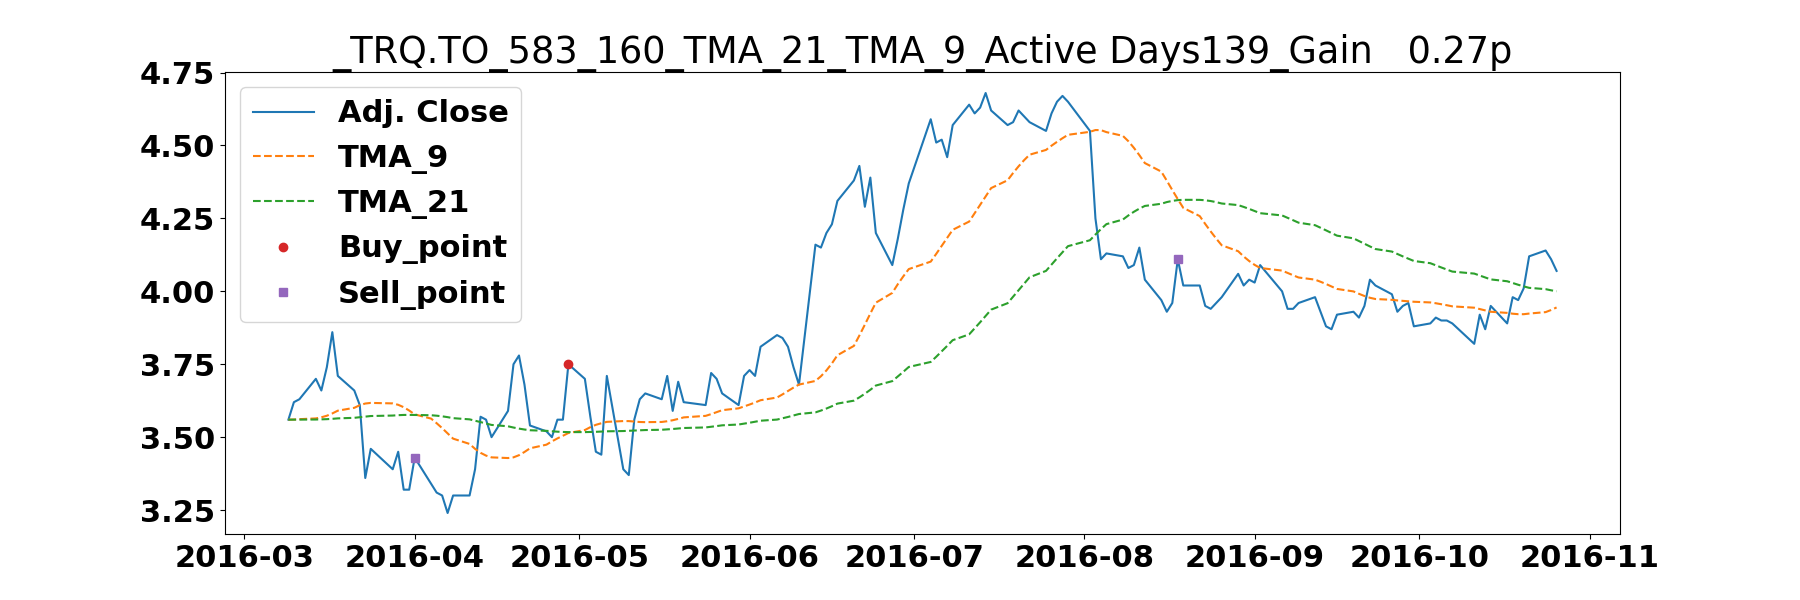 _TRQ.TO_583_160_TMA_21_TMA_9_Active Days139_Gain   0.27p
4.75
4.50
4.25
4.00
3.75
3.50
3.25
Adj. Close
TMA_9
TMA_21
Buy_point
Sell_point
2016-03 2016-04 2016-05 2016-06 2016-07 2016-08 2016-09 2016-10 2016-11